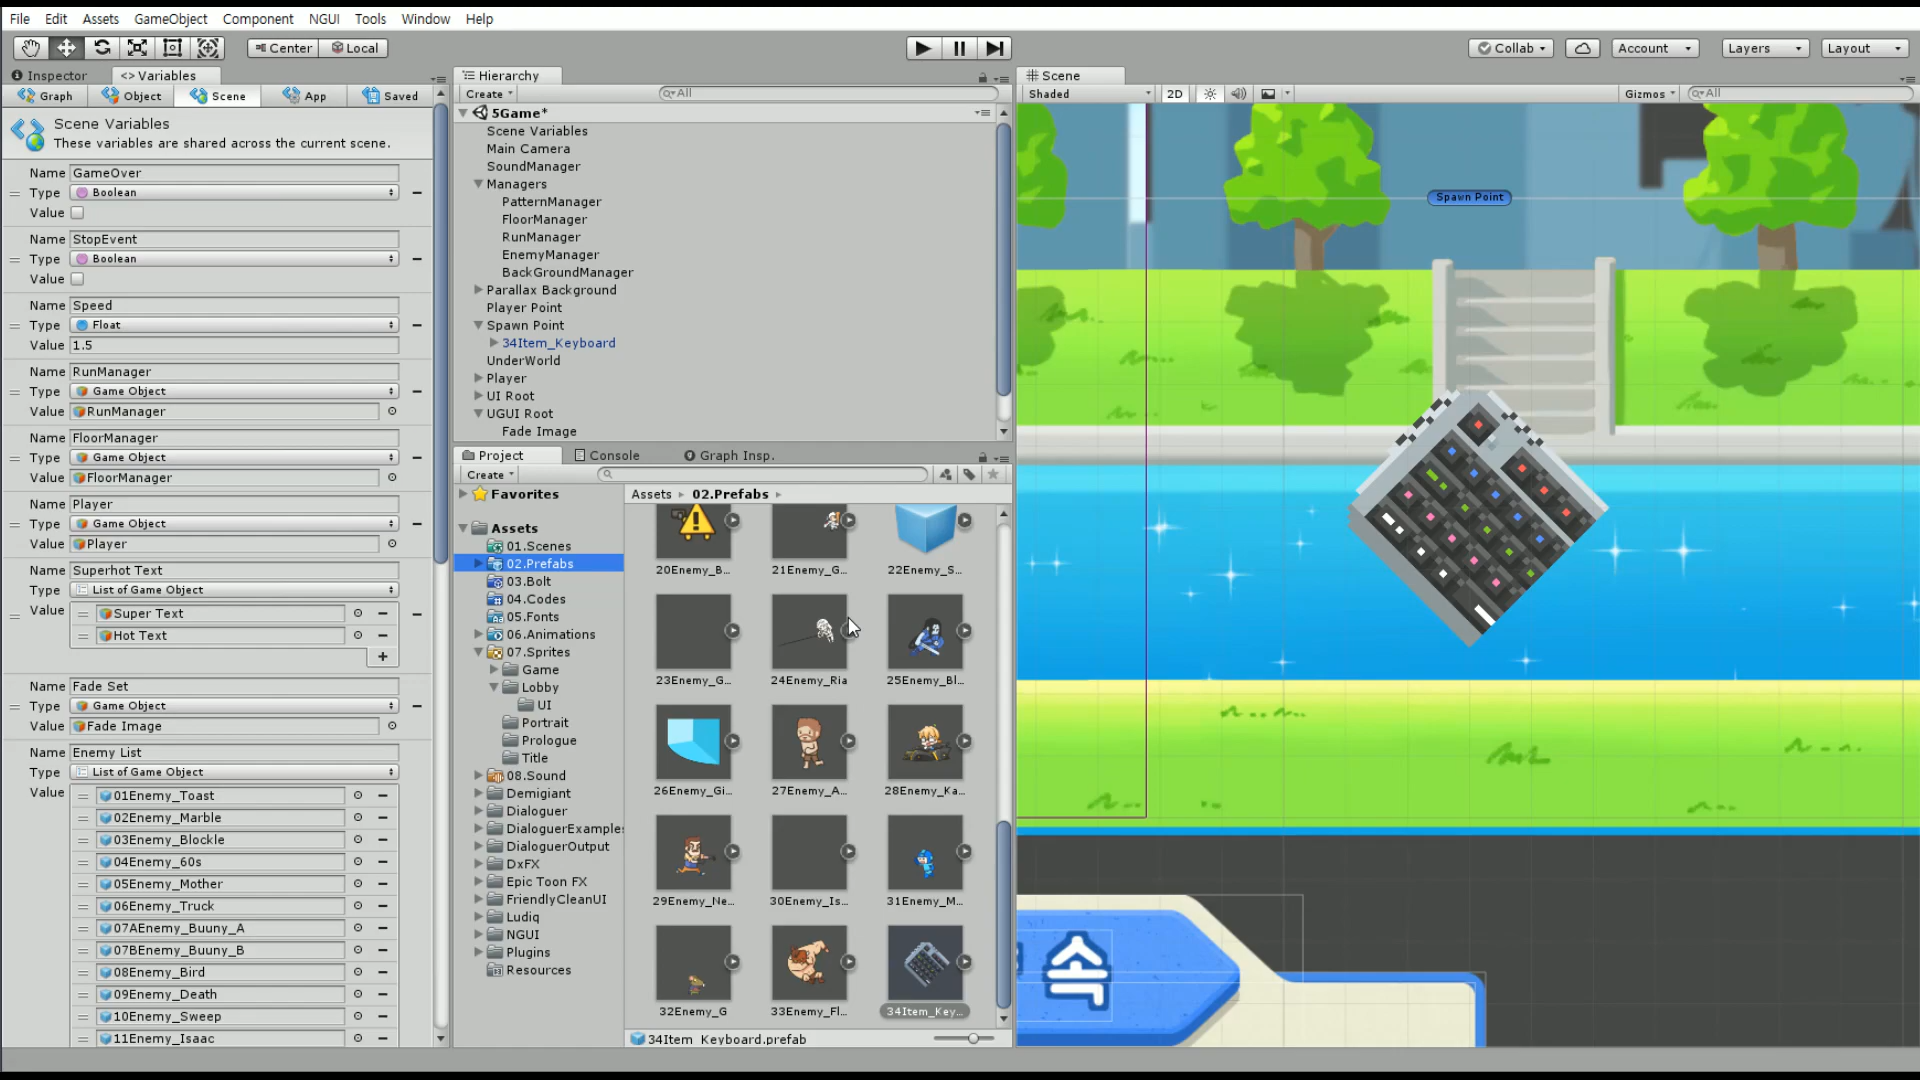 File Edit Assets GameObject Component NGUI Tools Window Help
Center Local
Collab Account Layers Layout
Inspector <> Variables
Graph Object Scene App Saved
Scene Variables
These variables are shared across the current scene.
Name GameOver
Type Boolean
Value
Name StopEvent
Type Boolean
Value
Name Speed
Type Float
Value 1.5
Name RunManager
Type Game Object
Value RunManager
Name FloorManager
Type Game Object
Value FloorManager
Name Player
Type Game Object
Value Player
Name Superhot Text
Type List of Game Object
Value Super Text
Hot Text
Name Fade Set
Type Game Object
Value Fade Image
Name Enemy List
Type List of Game Object
Value 01Enemy_Toast
02Enemy_Marble
03Enemy_Blockle
04Enemy_60s
05Enemy_Mother
06Enemy_Truck
07AEnemy_Buuny_A
07BEnemy_Buuny_B
08Enemy_Bird
09Enemy_Death
10Enemy_Sweep
11Enemy_Isaac
Hierarchy
Create All
5Game*
Scene Variables
Main Camera
SoundManager
Managers
PatternManager
FloorManager
RunManager
EnemyManager
BackGroundManager
Parallax Background
Player Point
Spawn Point
34Item_Keyboard
UnderWorld
Player
UI Root
UGUI Root
Fade Image
Project Console Graph Insp.
Create
Favorites
Assets
01.Scenes
02.Prefabs
03.Bolt
04.Codes
05.Fonts
06.Animations
07.Sprites
Game
Lobby
UI
Portrait
Prologue
Title
08.Sound
Demigiant
Dialoguer
DialoguerExamples
DialoguerOutput
DxFX
Epic Toon FX
FriendlyCleanUI
Ludiq
NGUI
Plugins
Resources
Assets 02.Prefabs
20Enemy_B... 21Enemy_G... 22Enemy_S...
23Enemy_G... 24Enemy_Ria 25Enemy_Bl...
26Enemy_Gi... 27Enemy_A... 28Enemy_Ka...
29Enemy_Ne... 30Enemy_Is... 31Enemy_M...
32Enemy_G 33Enemy_Fl... 34Item_Key...
34Item_Keyboard.prefab
Scene
Shaded 2D Gizmos All
Spawn Point
속